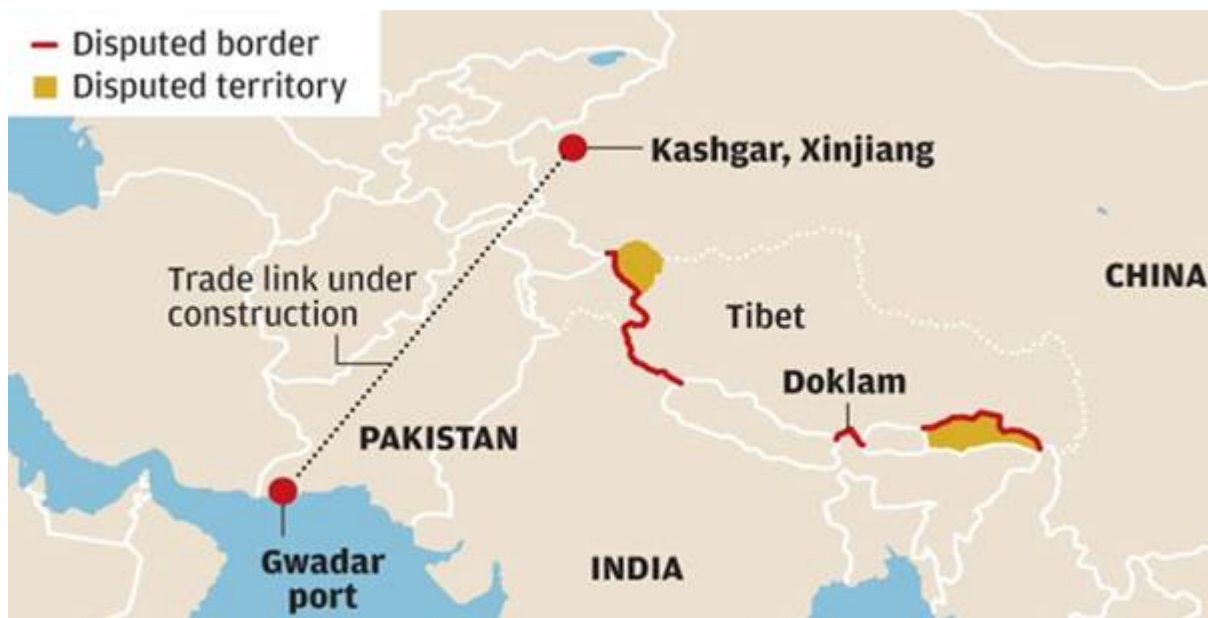 Disputed border
Disputed territory
Kashgar, Xinjiang
Trade link under
construction
CHINA
Tibet
Doklam
PAKISTAN
Gwadar
port
INDIA